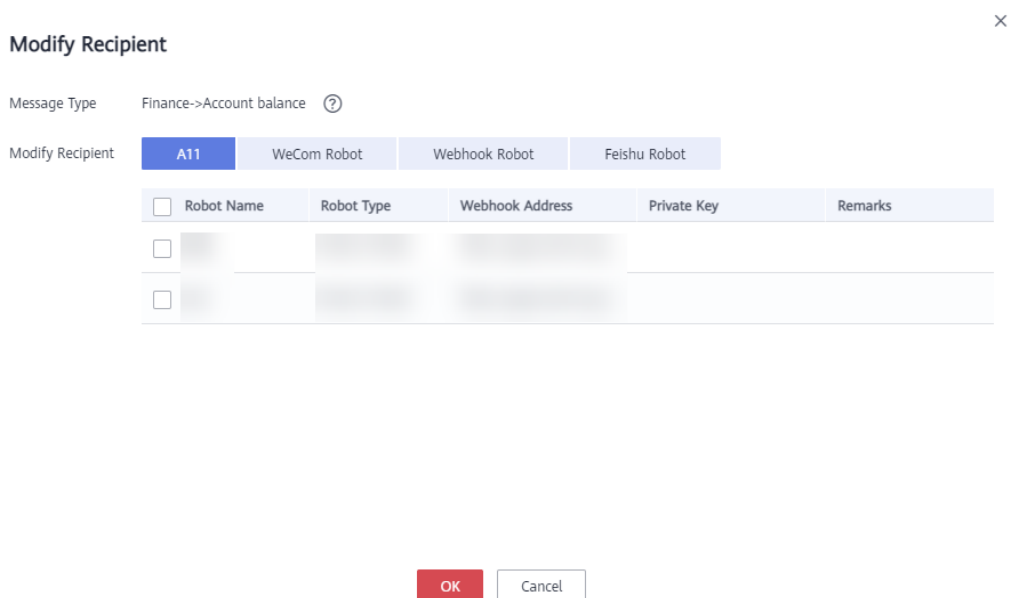 Modify Recipient
Message Type Finance->Account balance ?
Modify Recipient A11 WeCom Robot Webhook Robot Feishu Robot
Robot Name Robot Type Webhook Address Private Key Remarks
OK Cancel